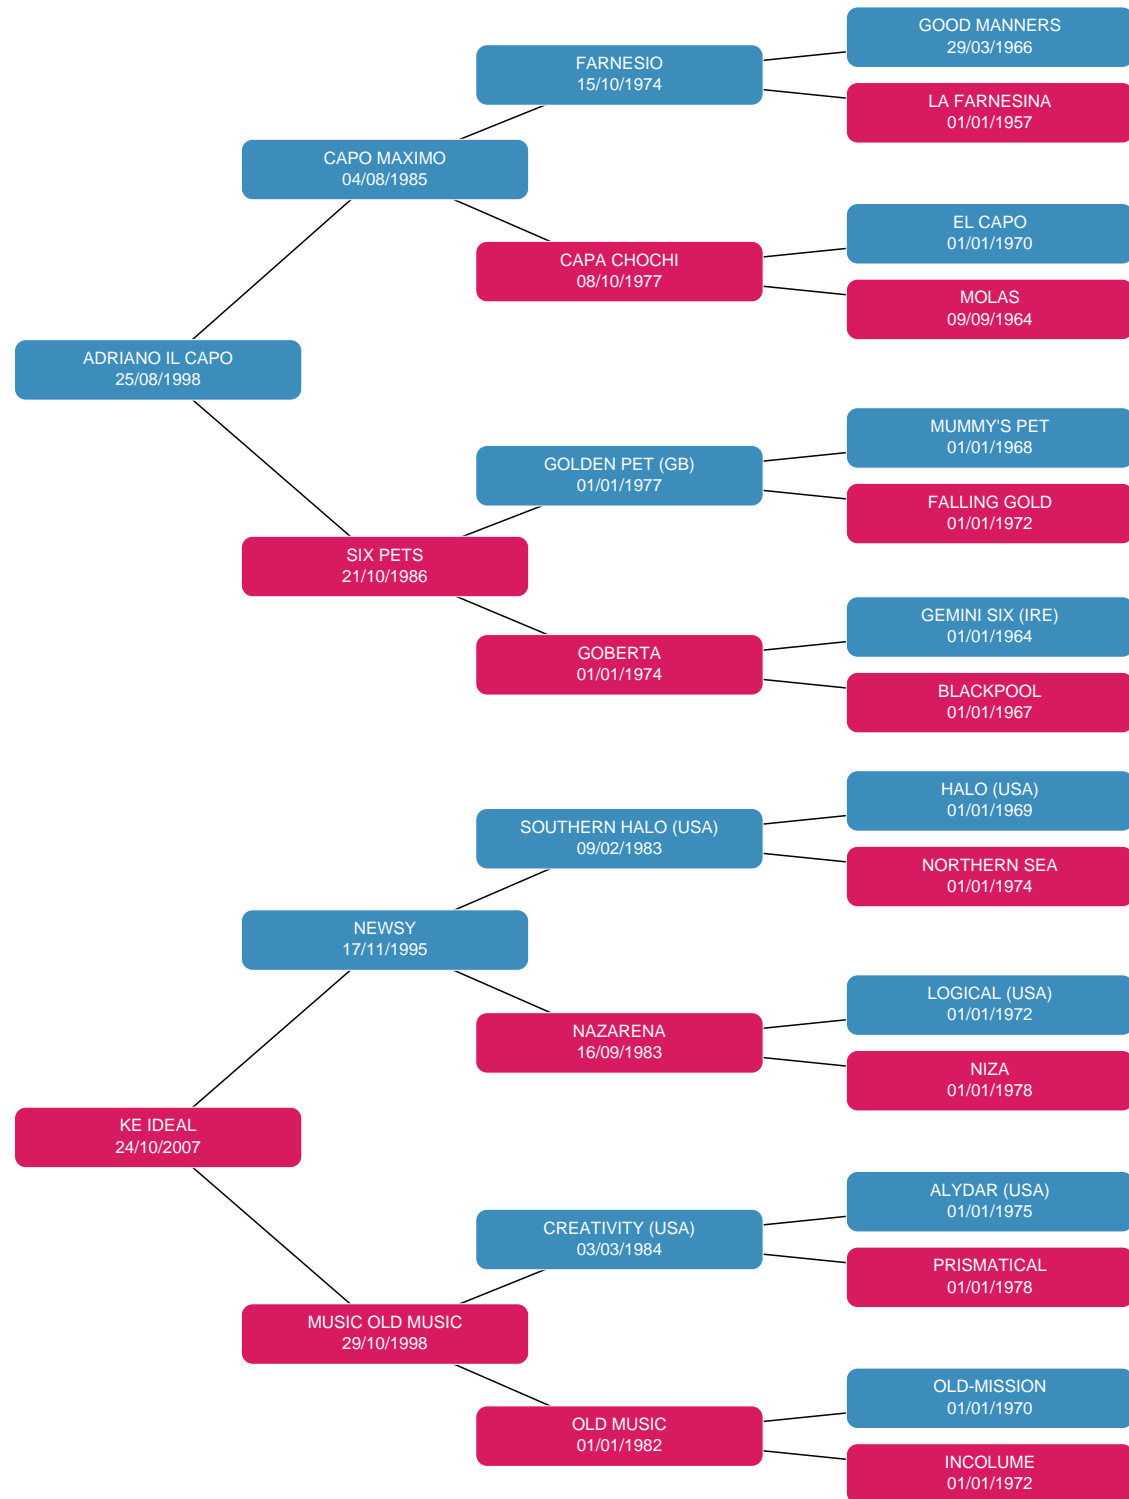 GOOD MANNERS
29/03/1966
FARNESIO
15/10/1974
LA FARNESINA
01/01/1957
CAPO MAXIMO
04/08/1985
EL CAPO
01/01/1970
CAPA CHOCHI
08/10/1977
MOLAS
09/09/1964
ADRIANO IL CAPO
25/08/1998
MUMMY'S PET
01/01/1968
GOLDEN PET (GB)
01/01/1977
FALLING GOLD
01/01/1972
SIX PETS
21/10/1986
GEMINI SIX (IRE)
01/01/1964
GOBERTA
01/01/1974
BLACKPOOL
01/01/1967
HALO (USA)
01/01/1969
SOUTHERN HALO (USA)
09/02/1983
NORTHERN SEA
01/01/1974
NEWSY
17/11/1995
LOGICAL (USA)
01/01/1972
NAZARENA
16/09/1983
NIZA
01/01/1978
KE IDEAL
24/10/2007
ALYDAR (USA)
01/01/1975
CREATIVITY (USA)
03/03/1984
PRISMATICAL
01/01/1978
MUSIC OLD MUSIC
29/10/1998
OLD-MISSION
01/01/1970
OLD MUSIC
01/01/1982
INCOLUME
01/01/1972